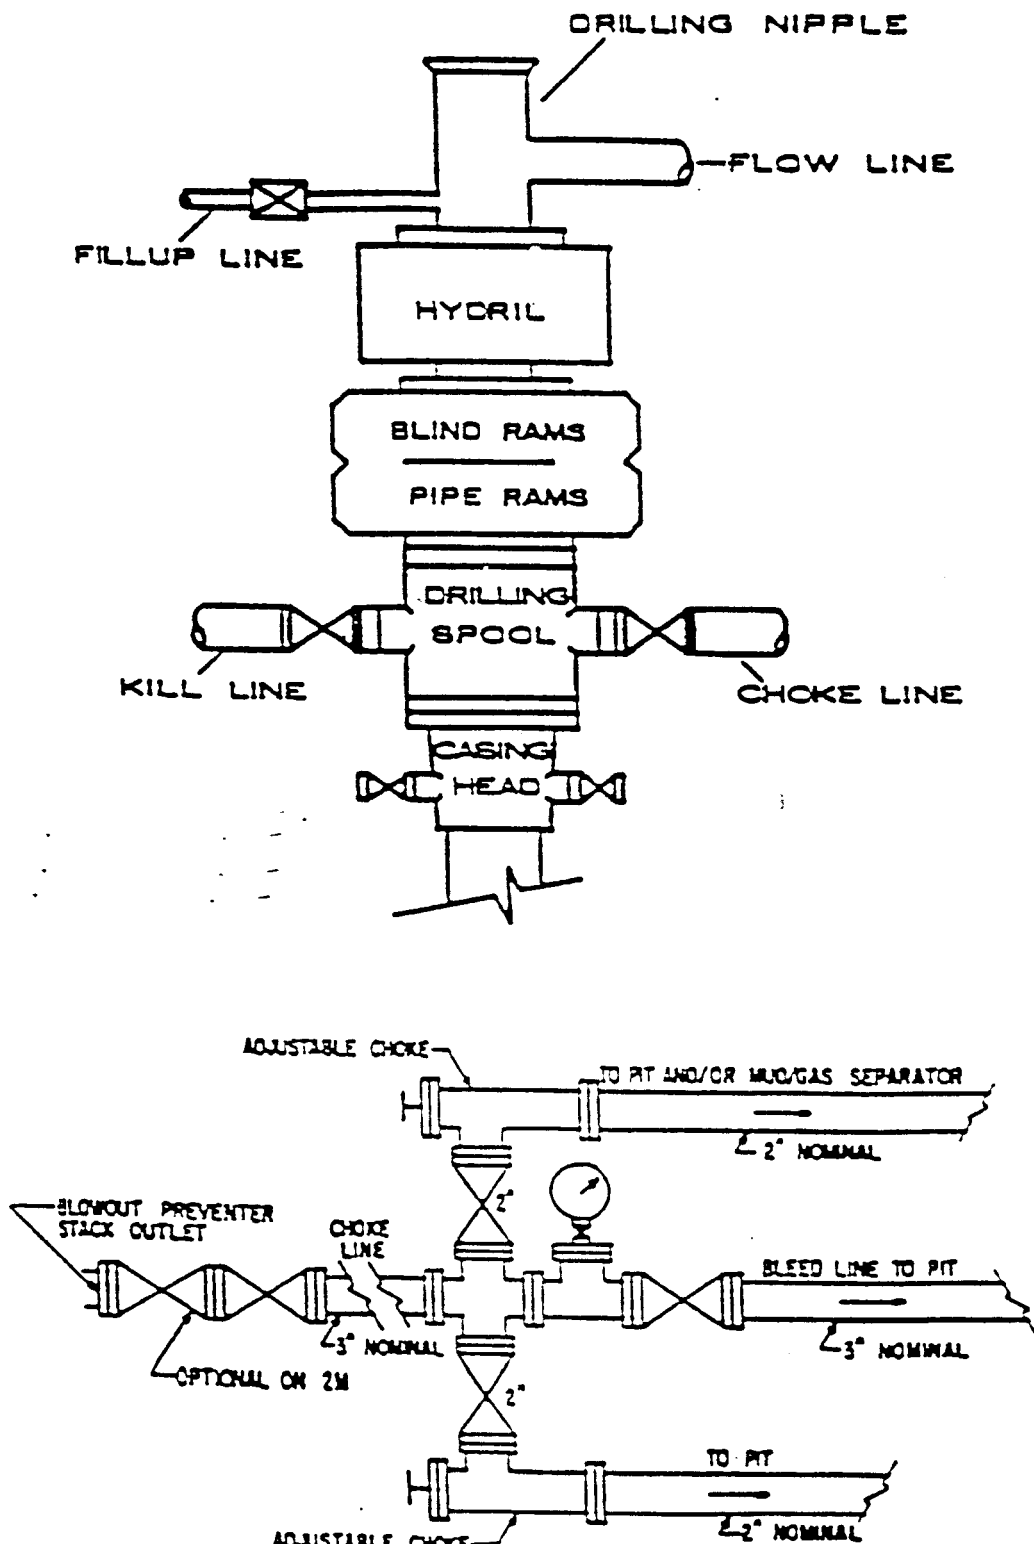 DRILLING NIPPLE
FLOW LINE
FILLUP LINE
HYDRIL
BLIND RAMS
PIPE RAMS
DRILLING
SPOOL
KILL LINE
CHOKE LINE
CASING
HEAD
ADJUSTABLE CHOKE
TO PIT AND/OR MUD/GAS SEPARATOR
2" NOMINAL
BLOWOUT PREVENTER
STACK OUTLET
2"
CHOKE
LINE
BLEED LINE TO PIT
3" NOMINAL
3" NOMINAL
OPTIONAL ON 2M
2"
TO PIT
2" NOMINAL
ADJUSTABLE CHOKE